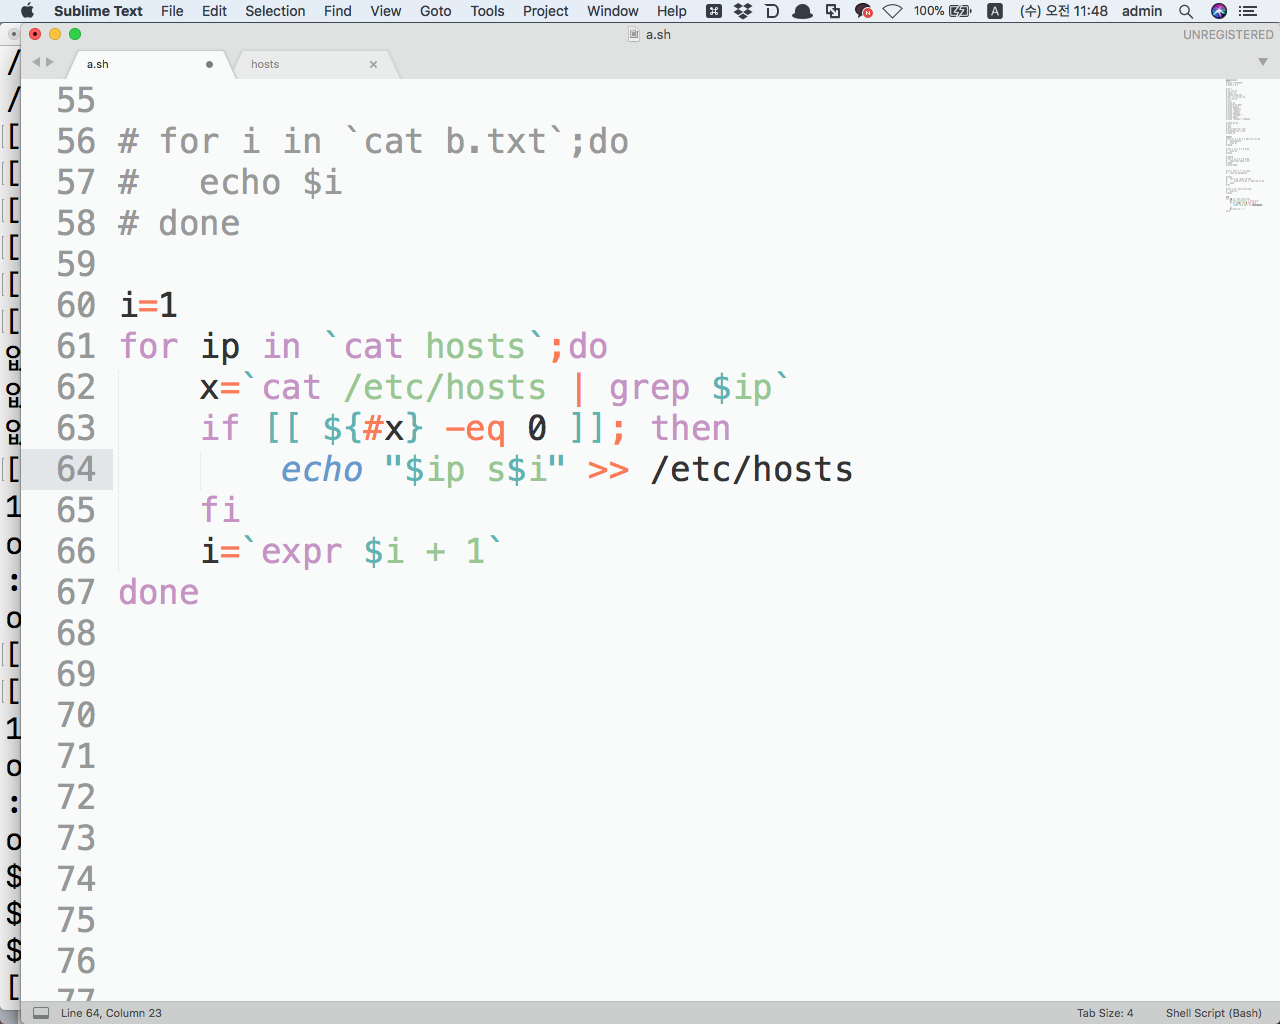 Sublime Text File Edit Selection Find View Goto Tools Project Window Help 100% A (수) 오전 11:48 admin
a.sh UNREGISTERED
a.sh hosts
55
56 # for i in `cat b.txt`;do
57 #   echo $i
58 # done
59
60 i=1
61 for ip in `cat hosts`;do
62     x=`cat /etc/hosts | grep $ip`
63     if [[ ${#x} -eq 0 ]]; then
64         echo "$ip s$i" >> /etc/hosts
65     fi
66     i=`expr $i + 1`
67 done
68
69
70
71
72
73
74
75
76
77
Line 64, Column 23 Tab Size: 4 Shell Script (Bash)